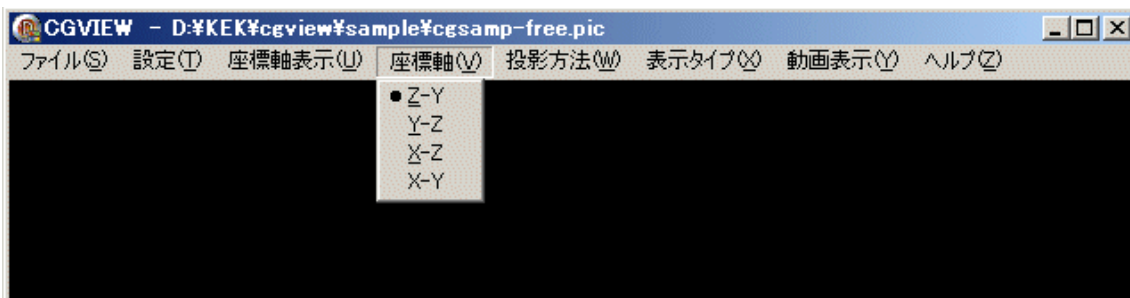 CGVIEW - D:¥KEK¥cgview¥sample¥cgsamp-free.pic
ファイル(S) 設定(T) 座標軸表示(U) 座標軸(V) 投影方法(W) 表示タイプ(X) 動画表示(Y) ヘルプ(Z)
●Z-Y
Y-Z
X-Z
X-Y